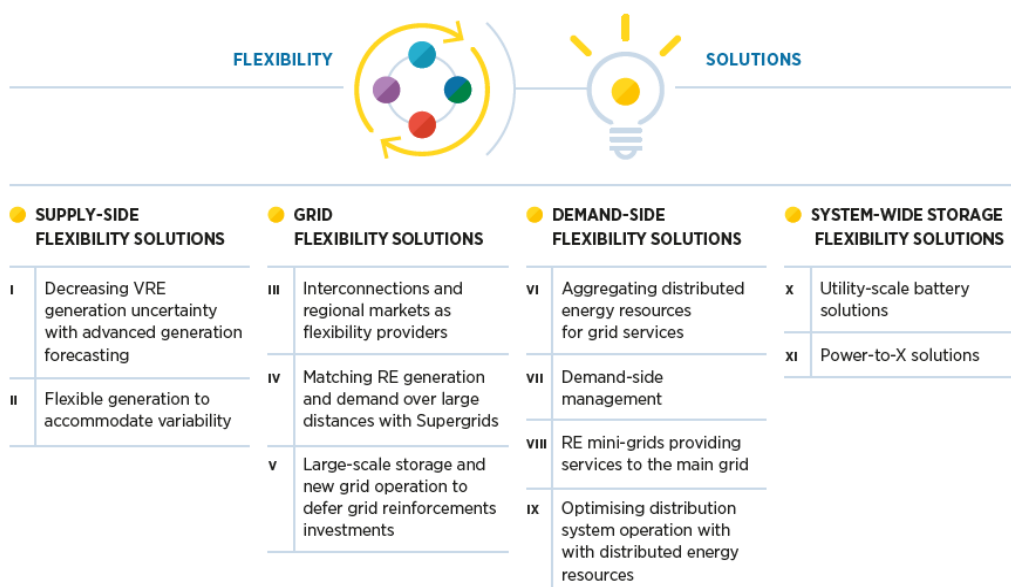 FLEXIBILITY
SOLUTIONS
SUPPLY-SIDE
FLEXIBILITY SOLUTIONS
I Decreasing VRE
generation uncertainty
with advanced generation
forecasting
II Flexible generation to
accommodate variability
GRID
FLEXIBILITY SOLUTIONS
III Interconnections and
regional markets as
flexibility providers
IV Matching RE generation
and demand over large
distances with Supergrids
V Large-scale storage and
new grid operation to
defer grid reinforcements
investments
DEMAND-SIDE
FLEXIBILITY SOLUTIONS
VI Aggregating distributed
energy resources
for grid services
VII Demand-side
management
VIII RE mini-grids providing
services to the main grid
IX Optimising distribution
system operation with
with distributed energy
resources
SYSTEM-WIDE STORAGE
FLEXIBILITY SOLUTIONS
X Utility-scale battery
solutions
XI Power-to-X solutions